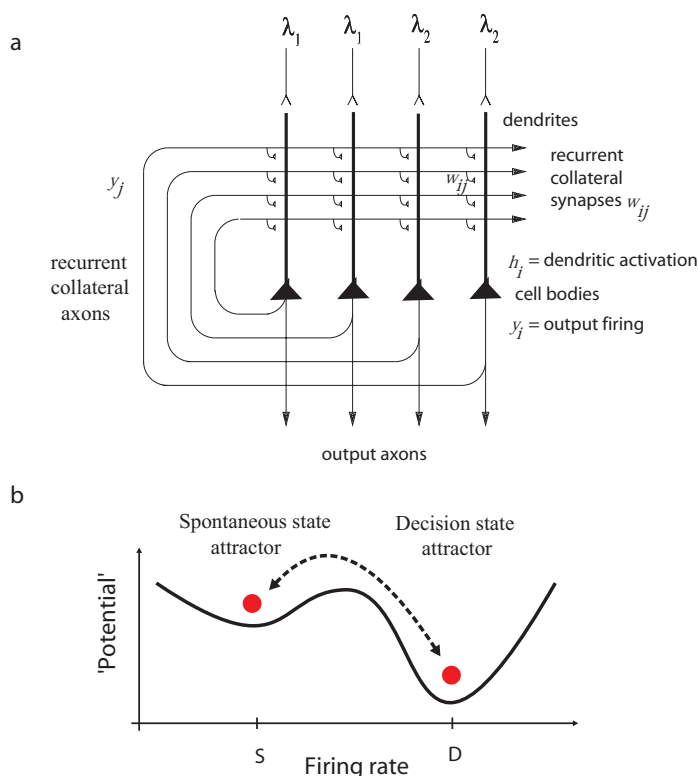 a
λ1 λ1 λ2 λ2
dendrites
recurrent
collateral
synapses wij
yj
wij
recurrent
collateral
axons
hi = dendritic activation
cell bodies
yi = output firing
output axons
b
Spontaneous state
attractor
Decision state
attractor
'Potential'
S
D
Firing rate